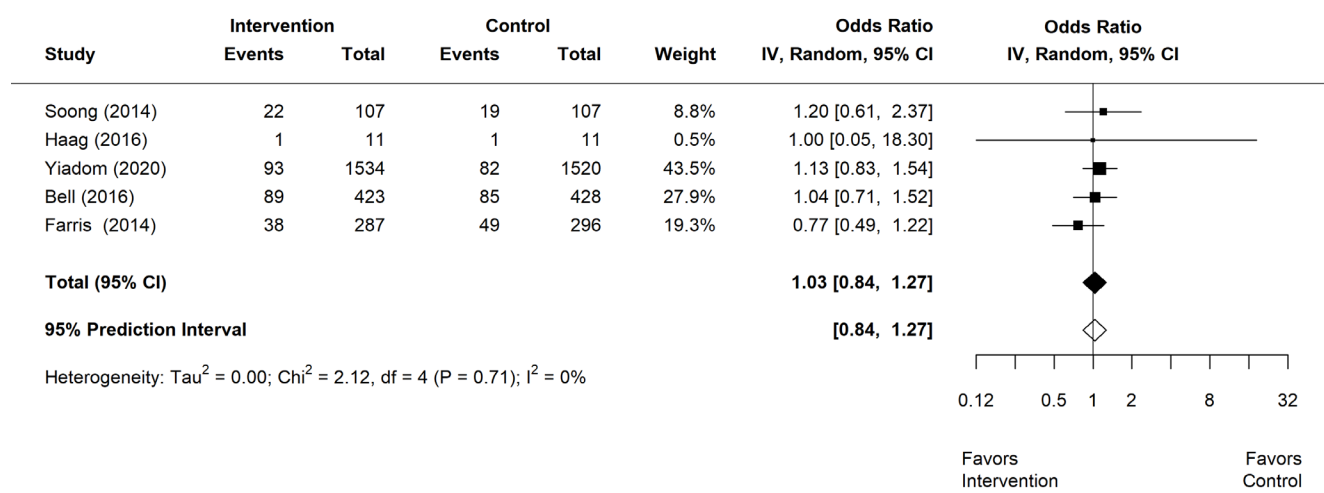 Intervention Control Odds Ratio Odds Ratio
Study Events Total Events Total Weight IV, Random, 95% CI IV, Random, 95% CI
Soong (2014) 22 107 19 107 8.8% 1.20 [0.61, 2.37]
Haag (2016) 1 11 1 11 0.5% 1.00 [0.05, 18.30]
Yiadom (2020) 93 1534 82 1520 43.5% 1.13 [0.83, 1.54]
Bell (2016) 89 423 85 428 27.9% 1.04 [0.71, 1.52]
Farris (2014) 38 287 49 296 19.3% 0.77 [0.49, 1.22]
Total (95% CI) 1.03 [0.84, 1.27]
95% Prediction Interval [0.84, 1.27]
Heterogeneity: Tau² = 0.00; Chi² = 2.12, df = 4 (P = 0.71); I² = 0%
0.12 0.5 1 2 8 32
Favors Favors
Intervention Control